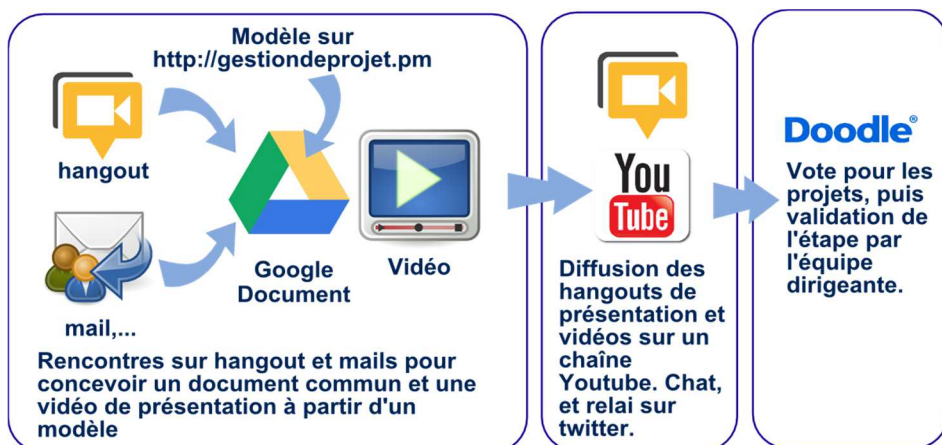 Modèle sur
http://gestiondeprojet.pm
hangout
mail,...
Google
Document
Vidéo
Rencontres sur hangout et mails pour
concevoir un document commun et une
vidéo de présentation à partir d'un
modèle
You
Tube
Diffusion des
hangouts de
présentation et
vidéos sur un
chaîne
Youtube. Chat,
et relai sur
twitter.
Doodle®
Vote pour les
projets, puis
validation de
l'étape par
l'équipe
dirigeante.